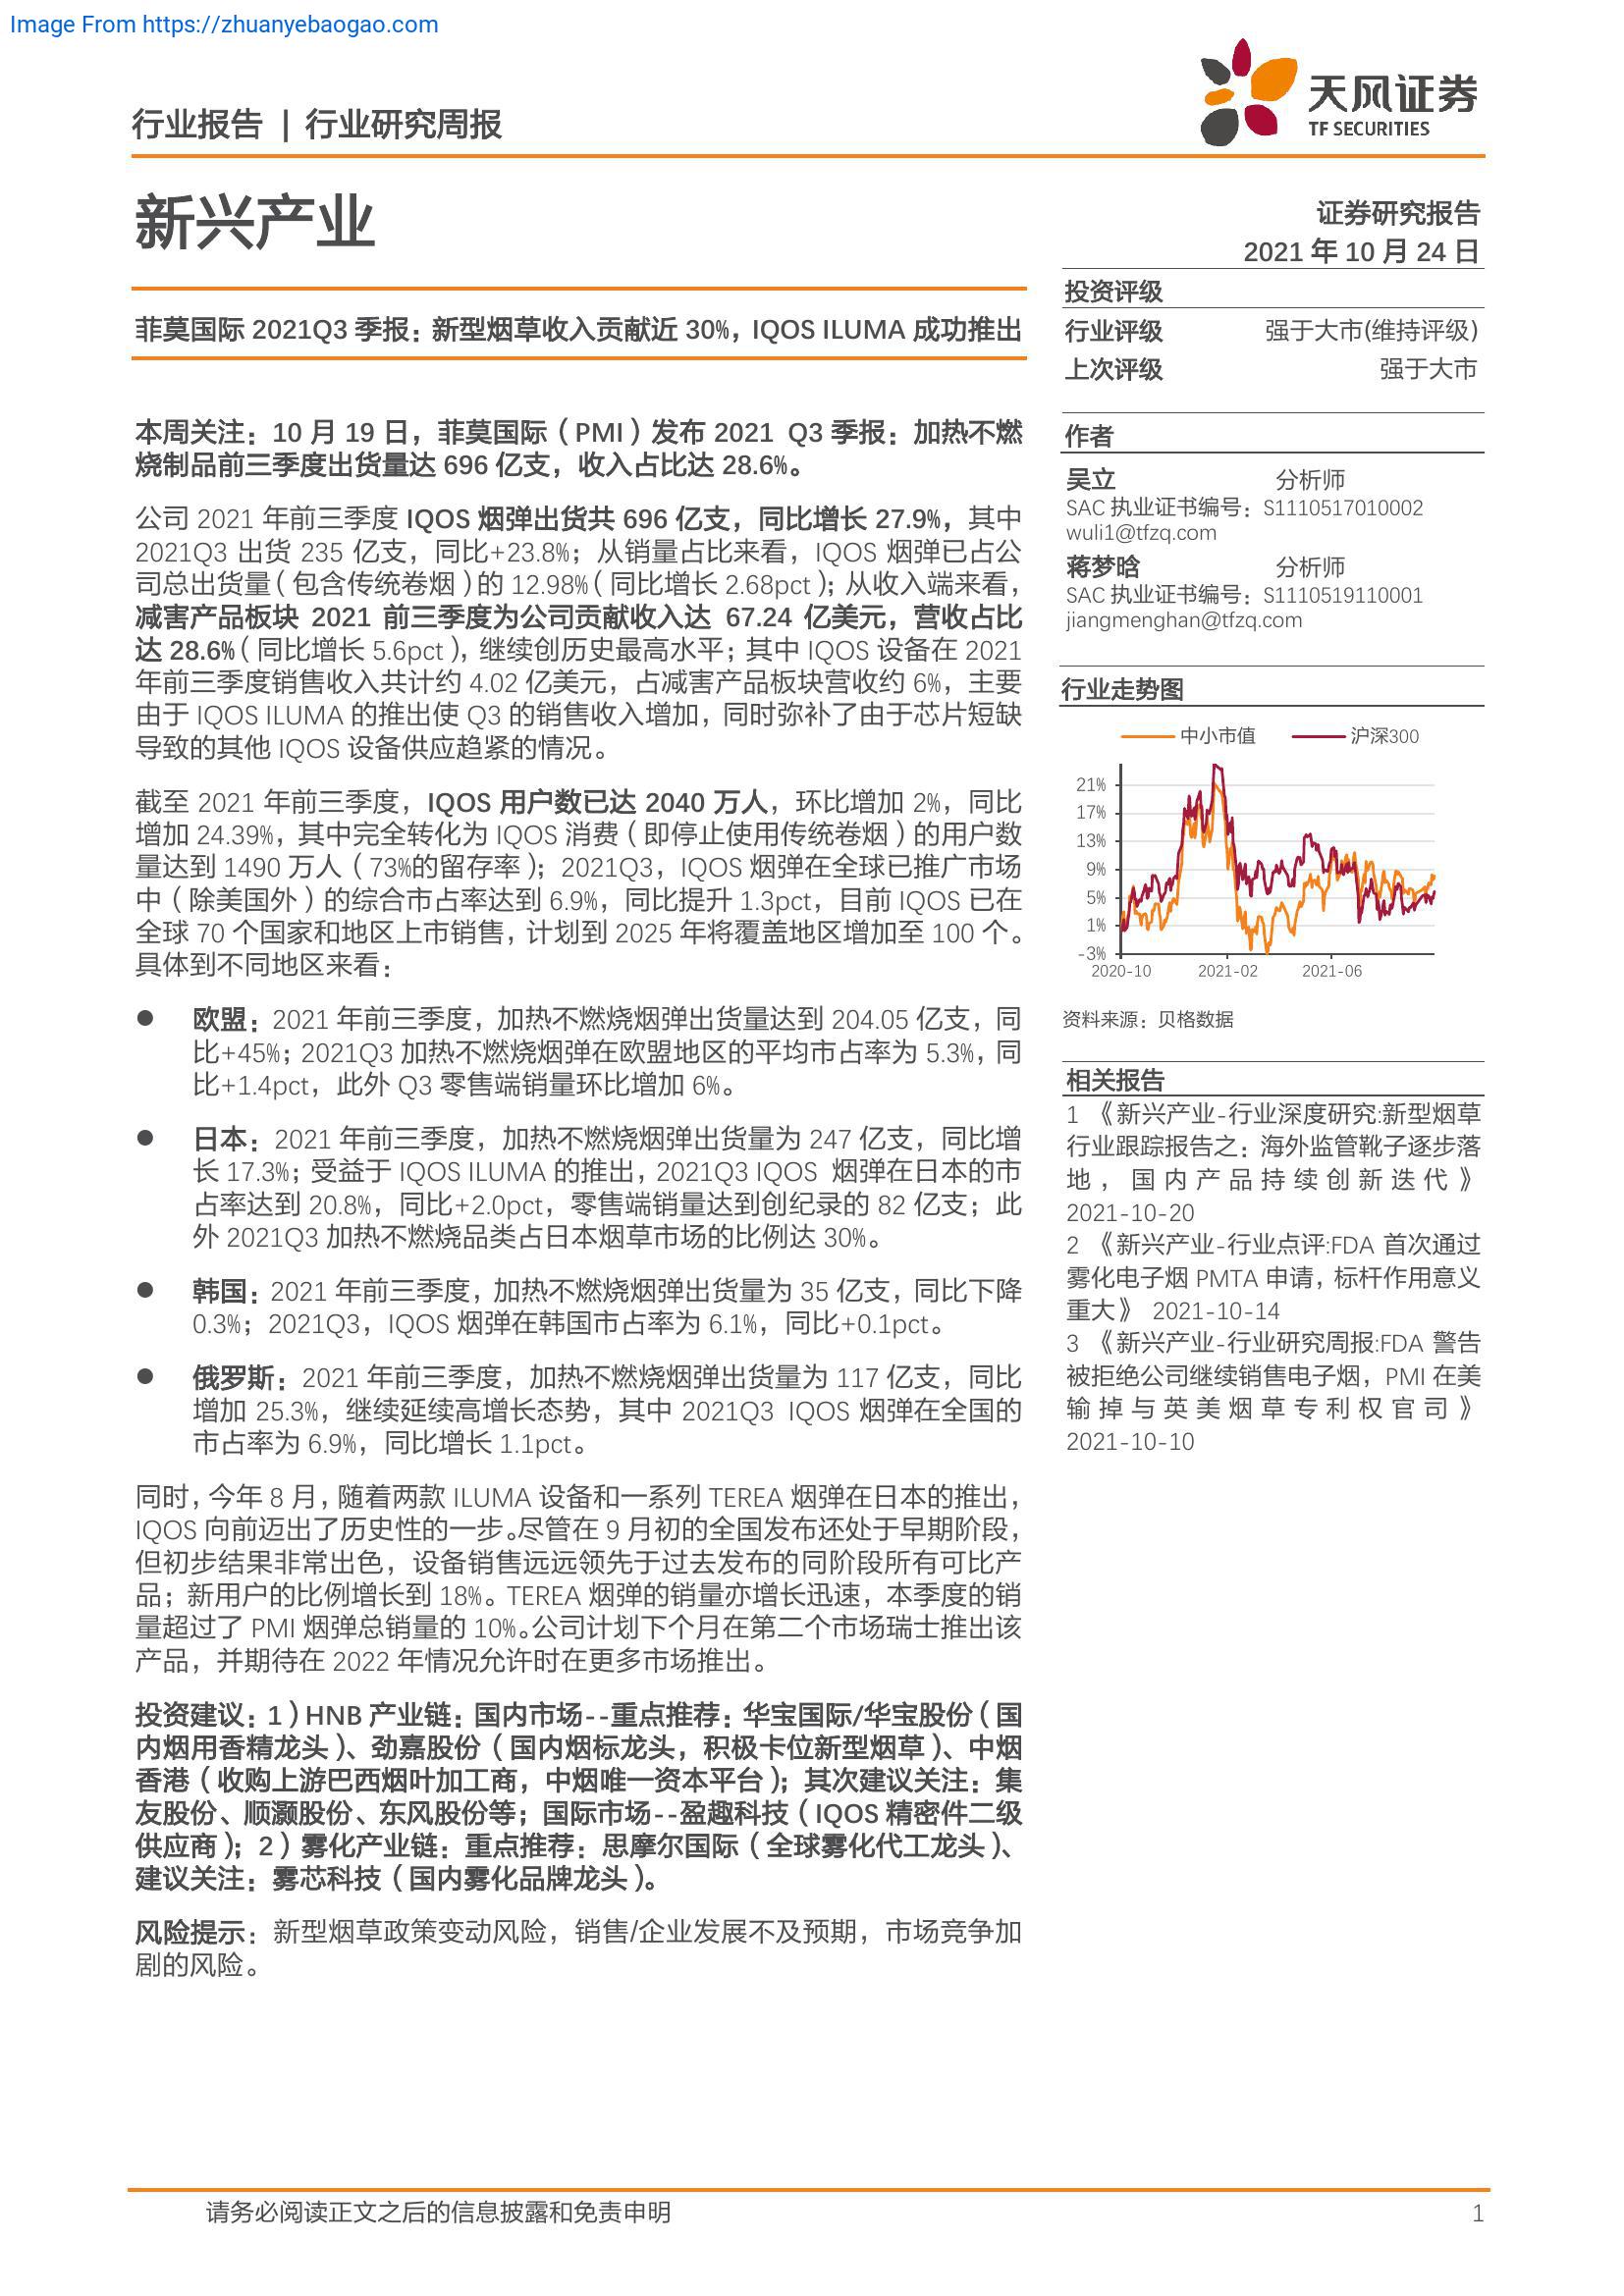 Image From https://zhuanyebaogao.com
行业报告 | 行业研究周报
天风证券
TF SECURITIES
新兴产业
证券研究报告
2021 年 10 月 24 日
菲莫国际 2021Q3 季报：新型烟草收入贡献近 30%，IQOS ILUMA 成功推出
本周关注：10 月 19 日，菲莫国际（PMI）发布 2021 Q3 季报：加热不燃
烧制品前三季度出货量达 696 亿支，收入占比达 28.6%。
公司 2021 年前三季度 IQOS 烟弹出货共 696 亿支，同比增长 27.9%，其中
2021Q3 出货 235 亿支，同比+23.8%；从销量占比来看，IQOS 烟弹已占公
司总出货量（包含传统卷烟）的 12.98%（同比增长 2.68pct）；从收入端来看，
减害产品板块 2021 前三季度为公司贡献收入达 67.24 亿美元，营收占比
达 28.6%（同比增长 5.6pct），继续创历史最高水平；其中 IQOS 设备在 2021
年前三季度销售收入共计约 4.02 亿美元，占减害产品板块营收约 6%，主要
由于 IQOS ILUMA 的推出使 Q3 的销售收入增加，同时弥补了由于芯片短缺
导致的其他 IQOS 设备供应趋紧的情况。
截至 2021 年前三季度，IQOS 用户数已达 2040 万人，环比增加 2%，同比
增加 24.39%，其中完全转化为 IQOS 消费（即停止使用传统卷烟）的用户数
量达到 1490 万人（73%的留存率）；2021Q3，IQOS 烟弹在全球已推广市场
中（除美国外）的综合市占率达到 6.9%，同比提升 1.3pct，目前 IQOS 已在
全球 70 个国家和地区上市销售，计划到 2025 年将覆盖地区增加至 100 个。
具体到不同地区来看：
● 欧盟：2021 年前三季度，加热不燃烧烟弹出货量达到 204.05 亿支，同
比+45%；2021Q3 加热不燃烧烟弹在欧盟地区的平均市占率为 5.3%，同
比+1.4pct，此外 Q3 零售端销量环比增加 6%。
● 日本：2021 年前三季度，加热不燃烧烟弹出货量为 247 亿支，同比增
长 17.3%；受益于 IQOS ILUMA 的推出，2021Q3 IQOS 烟弹在日本的市
占率达到 20.8%，同比+2.0pct，零售端销量达到创纪录的 82 亿支；此
外 2021Q3 加热不燃烧品类占日本烟草市场的比例达 30%。
● 韩国：2021 年前三季度，加热不燃烧烟弹出货量为 35 亿支，同比下降
0.3%；2021Q3，IQOS 烟弹在韩国市占率为 6.1%，同比+0.1pct。
● 俄罗斯：2021 年前三季度，加热不燃烧烟弹出货量为 117 亿支，同比
增加 25.3%，继续延续高增长态势，其中 2021Q3 IQOS 烟弹在全国的
市占率为 6.9%，同比增长 1.1pct。
同时，今年 8 月，随着两款 ILUMA 设备和一系列 TEREA 烟弹在日本的推出，
IQOS 向前迈出了历史性的一步。尽管在 9 月初的全国发布还处于早期阶段，
但初步结果非常出色，设备销售远远领先于过去发布的同阶段所有可比产
品；新用户的比例增长到 18%。TEREA 烟弹的销量亦增长迅速，本季度的销
量超过了 PMI 烟弹总销量的 10%。公司计划下个月在第二个市场瑞士推出该
产品，并期待在 2022 年情况允许时在更多市场推出。
投资建议：1）HNB 产业链：国内市场--重点推荐：华宝国际/华宝股份（国
内烟用香精龙头）、劲嘉股份（国内烟标龙头，积极卡位新型烟草）、中烟
香港（收购上游巴西烟叶加工商，中烟唯一资本平台）；其次建议关注：集
友股份、顺灏股份、东风股份等；国际市场--盈趣科技（IQOS 精密件二级
供应商）；2）雾化产业链：重点推荐：思摩尔国际（全球雾化代工龙头）、
建议关注：雾芯科技（国内雾化品牌龙头）。
风险提示：新型烟草政策变动风险，销售/企业发展不及预期，市场竞争加
剧的风险。
投资评级
行业评级 强于大市(维持评级)
上次评级 强于大市
作者
吴立 分析师
SAC 执业证书编号：S1110517010002
wuli1@tfzq.com
蒋梦晗 分析师
SAC 执业证书编号：S1110519110001
jiangmenghan@tfzq.com
行业走势图
中小市值 沪深300
21%
17%
13%
9%
5%
1%
-3%
2020-10 2021-02 2021-06
资料来源：贝格数据
相关报告
1 《新兴产业-行业深度研究:新型烟草
行业跟踪报告之：海外监管靴子逐步落
地，国内产品持续创新迭代》
2021-10-20
2 《新兴产业-行业点评:FDA 首次通过
雾化电子烟 PMTA 申请，标杆作用意义
重大》 2021-10-14
3 《新兴产业-行业研究周报:FDA 警告
被拒绝公司继续销售电子烟，PMI 在美
输掉与英美烟草专利权官司》
2021-10-10
请务必阅读正文之后的信息披露和免责申明 1